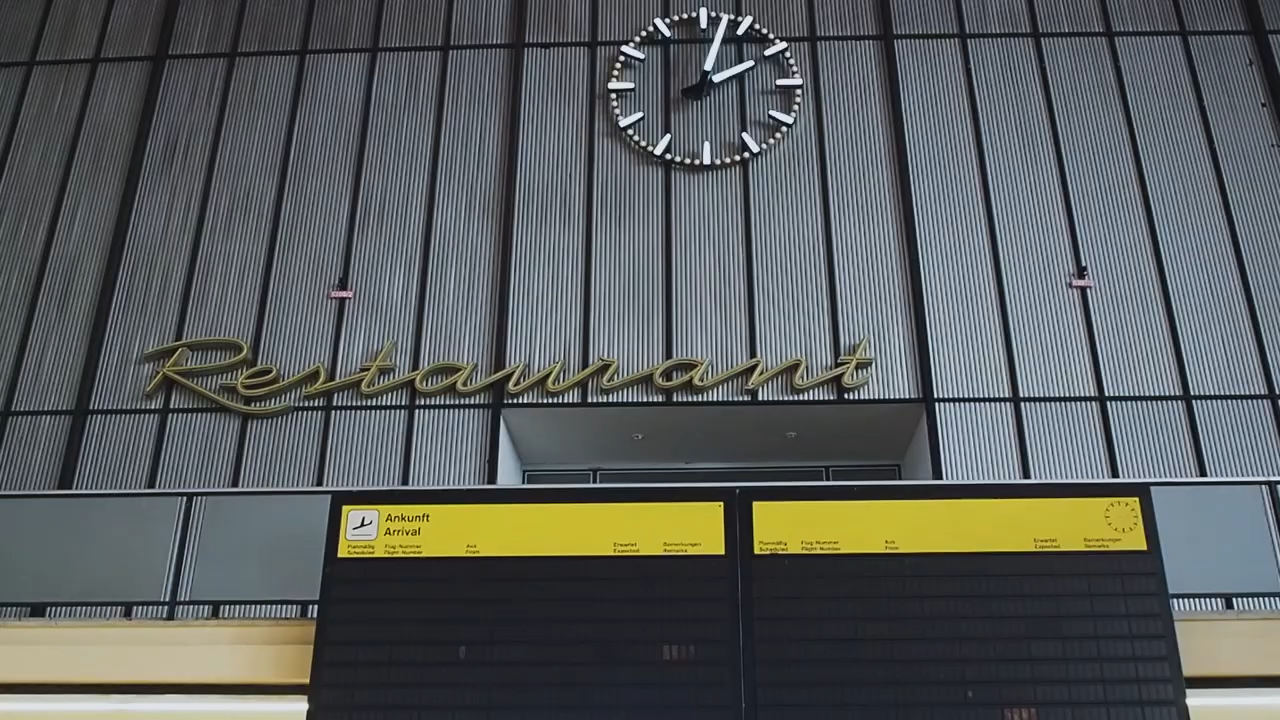 Restaurant
Ankunft
Arrival
Planmäßig Flug-Nummer Aus Erwartet Bemerkungen
Scheduled Flight-Number From Expected Remarks
Planmäßig Flug-Nummer Aus Erwartet Bemerkungen
Scheduled Flight-Number From Expected Remarks